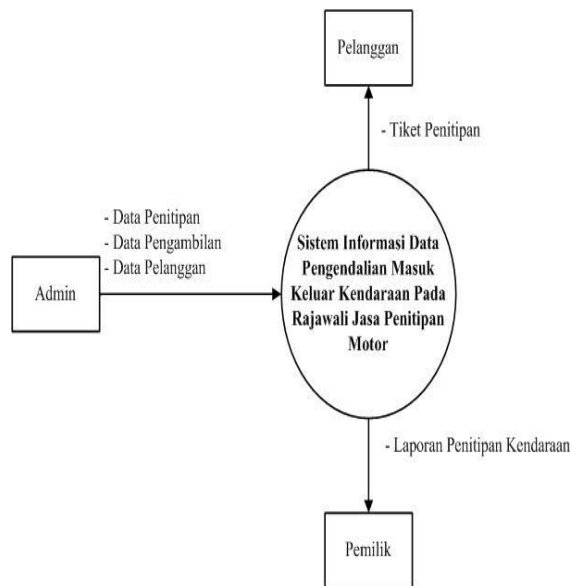 Pelanggan
- Tiket Penitipan
- Data Penitipan
- Data Pengambilan
- Data Pelanggan
Admin
Sistem Informasi Data
Pengendalian Masuk
Keluar Kendaraan Pada
Rajawali Jasa Penitipan
Motor
- Laporan Penitipan Kendaraan
Pemilik